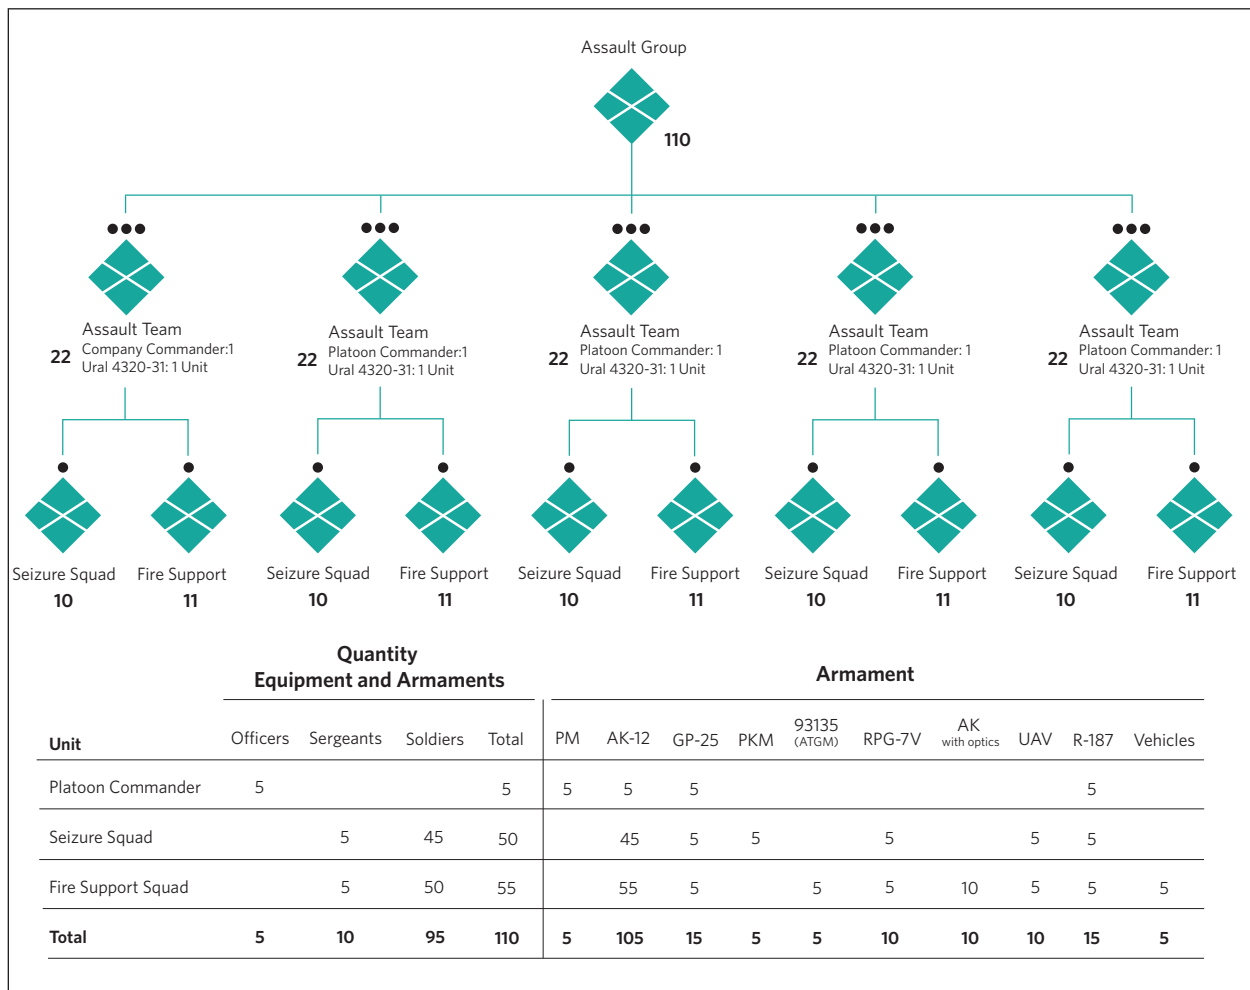 Assault Group
110
Assault Team
22
Company Commander:1
Ural 4320-31: 1 Unit
Assault Team
22
Platoon Commander:1
Ural 4320-31: 1 Unit
Assault Team
22
Platoon Commander: 1
Ural 4320-31: 1 Unit
Assault Team
22
Platoon Commander: 1
Ural 4320-31: 1 Unit
Assault Team
22
Platoon Commander: 1
Ural 4320-31: 1 Unit
Seizure Squad
10
Fire Support
11
Seizure Squad
10
Fire Support
11
Seizure Squad
10
Fire Support
11
Seizure Squad
10
Fire Support
11
Seizure Squad
10
Fire Support
11
Quantity
Equipment and Armaments
Armament
Unit Officers Sergeants Soldiers Total PM AK-12 GP-25 PKM 93135 (ATGM) RPG-7V AK with optics UAV R-187 Vehicles
Platoon Commander 5 5 5 5 5 5
Seizure Squad 5 45 50 45 5 5 5 5 5
Fire Support Squad 5 50 55 55 5 5 5 10 5 5 5
Total 5 10 95 110 5 105 15 5 5 10 10 10 15 5